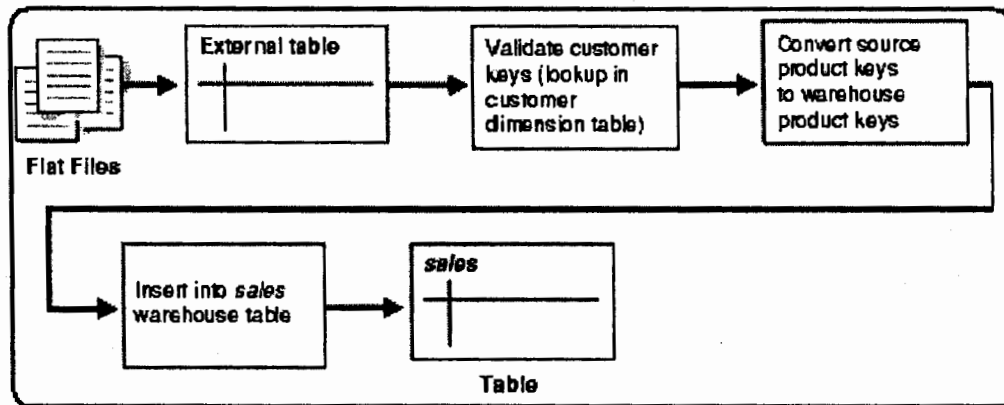 External table
Flat Files
Validate customer
keys (lookup in
customer
dimension table)
Convert source
product keys
to warehouse
product keys
Insert into sales
warehouse table
sales
Table